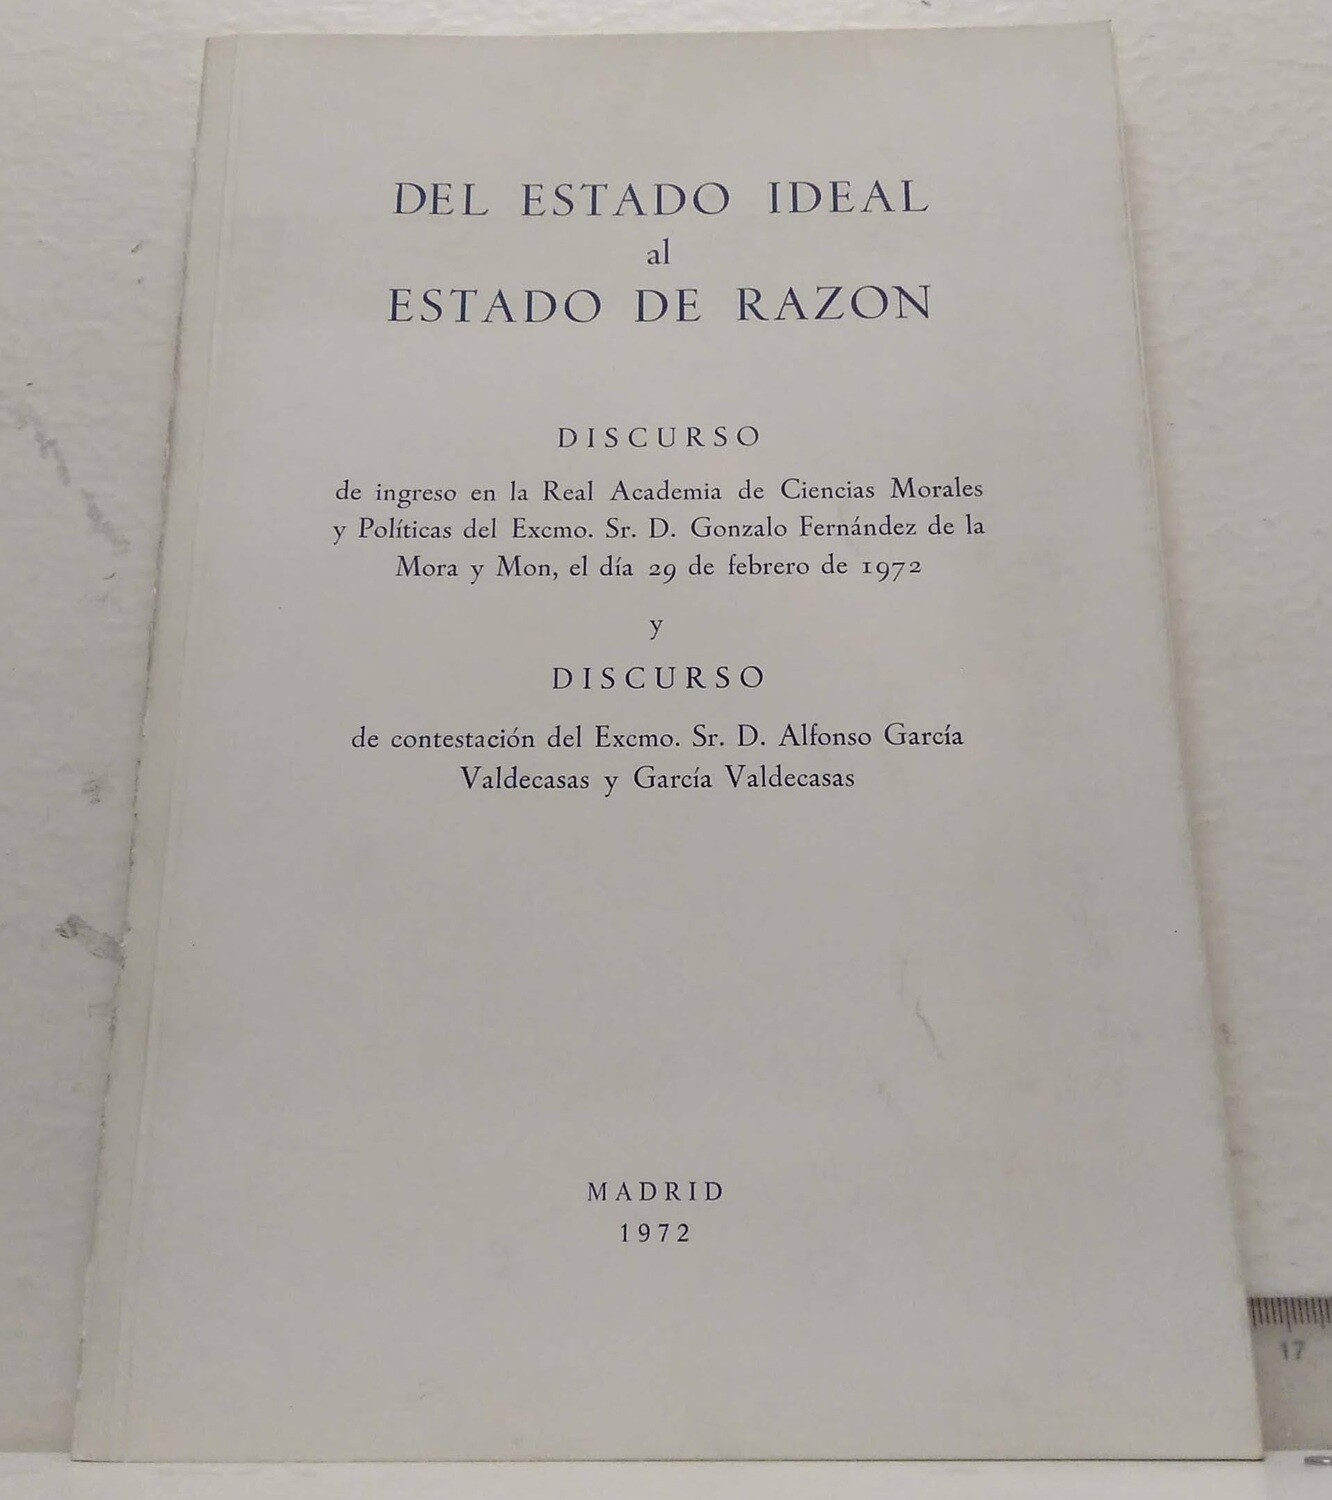 DEL ESTADO IDEAL
al
ESTADO DE RAZON
DISCURSO
de ingreso en la Real Academia de Ciencias Morales
y Políticas del Excmo. Sr. D. Gonzalo Fernández de la
Mora y Mon, el día 29 de febrero de 1972
y
DISCURSO
de contestación del Excmo. Sr. D. Alfonso García
Valdecasas y García Valdecasas
MADRID
1972
17